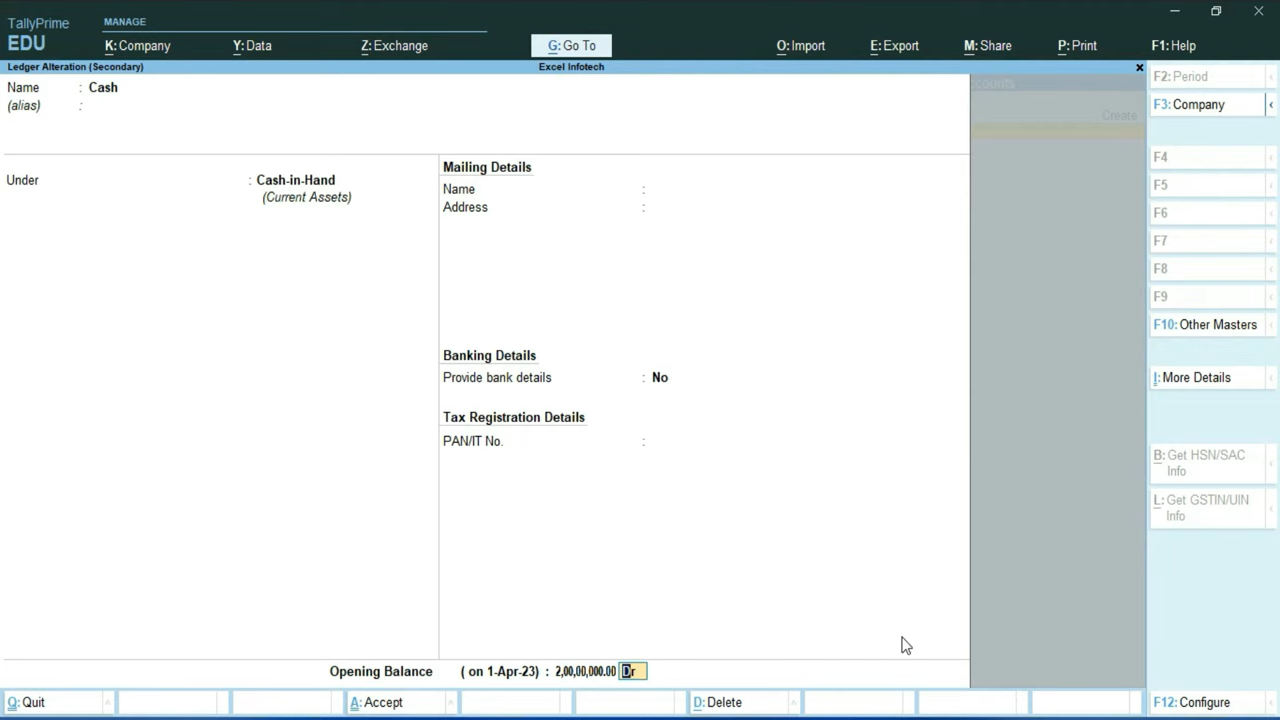 TallyPrime
EDU
MANAGE
K: Company
Y: Data
Z: Exchange
G: Go To
O: Import
E: Export
M: Share
P: Print
F1: Help
Ledger Alteration (Secondary)
Excel Infotech
Name : Cash
(alias) :
Under : Cash-in-Hand
(Current Assets)
Mailing Details
Name :
Address :
Banking Details
Provide bank details : No
Tax Registration Details
PAN/IT No. :
Opening Balance ( on 1-Apr-23) : 2,00,00,000.00 Dr
Create
F2: Period
F3: Company
F4
F5
F6
F7
F8
F9
F10: Other Masters
I: More Details
B: Get HSN/SAC
Info
L: Get GSTIN/UIN
Info
Q: Quit
A: Accept
D: Delete
F12: Configure